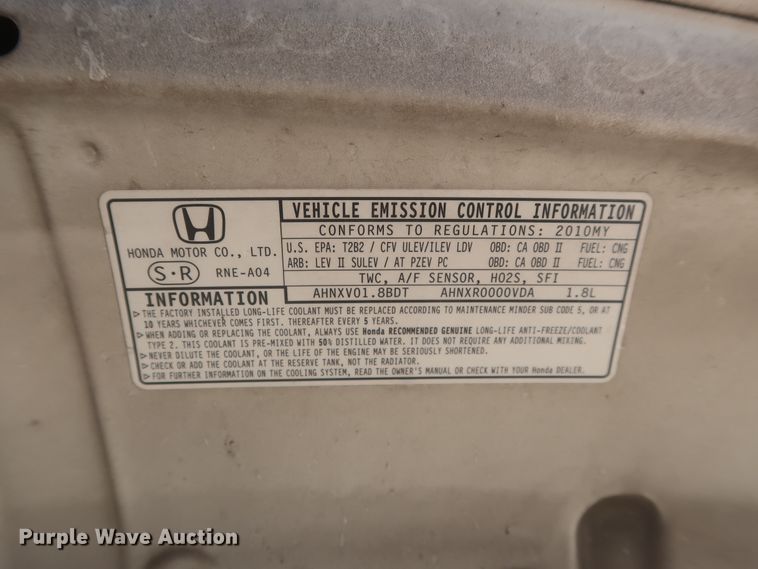 VEHICLE EMISSION CONTROL INFORMATION
CONFORMS TO REGULATIONS: 2010MY
HONDA MOTOR CO., LTD.
S·R RNE-A04
U.S. EPA: T2B2 / CFV ULEV/ILEV LDV OBD: CA OBD II FUEL: CNG
ARB: LEV II SULEV / AT PZEV PC OBD: CA OBD II FUEL: CNG
TWC, A/F SENSOR, HO2S, SFI
AHNXV01.8BDT AHNXR0000VDA 1.8L
INFORMATION
▷THE FACTORY INSTALLED LONG-LIFE COOLANT MUST BE REPLACED ACCORDING TO MAINTENANCE MINDER SUB CODE 5, OR AT
10 YEARS WHICHEVER COMES FIRST. THEREAFTER EVERY 5 YEARS.
▷WHEN ADDING OR REPLACING THE COOLANT, ALWAYS USE Honda RECOMMENDED GENUINE LONG-LIFE ANTI-FREEZE/COOLANT
TYPE 2. THIS COOLANT IS PRE-MIXED WITH 50% DISTILLED WATER. IT DOES NOT REQUIRE ANY ADDITIONAL MIXING.
▷NEVER DILUTE THE COOLANT, OR THE LIFE OF THE ENGINE MAY BE SERIOUSLY SHORTENED.
▷CHECK OR ADD THE COOLANT AT THE RESERVE TANK, NOT THE RADIATOR.
▷FOR FURTHER INFORMATION ON THE COOLING SYSTEM, READ THE OWNER'S MANUAL OR CHECK WITH YOUR Honda DEALER.
Purple Wave Auction